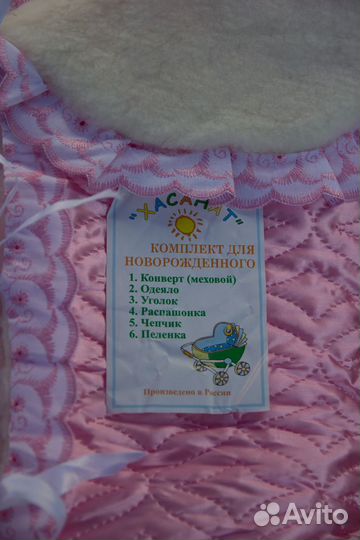 "ХАСАНАТ"
КОМПЛЕКТ ДЛЯ
НОВОРОЖДЕННОГО
1. Конверт (меховой)
2. Одеяло
3. Уголок
4. Распашонка
5. Чепчик
6. Пеленка
Произведено в России
Avito